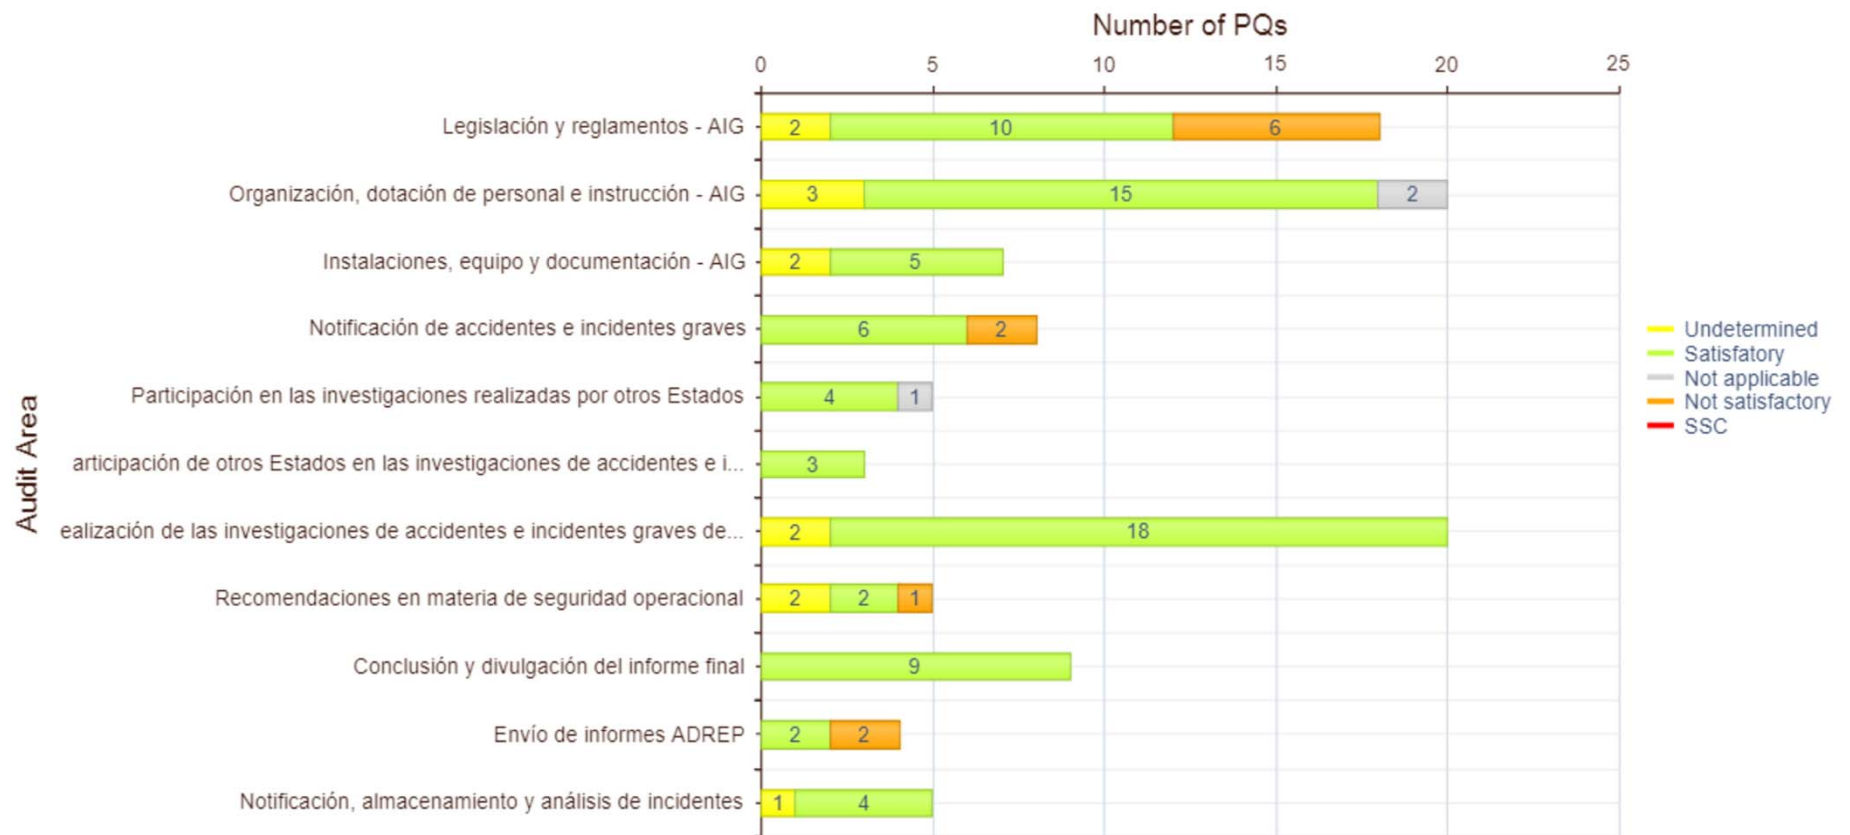 Number of PQs
0 5 10 15 20 25
Legislación y reglamentos - AIG 2 10 6
Organización, dotación de personal e instrucción - AIG 3 15 2
Instalaciones, equipo y documentación - AIG 2 5
Notificación de accidentes e incidentes graves 6 2
Participación en las investigaciones realizadas por otros Estados 4 1
articipación de otros Estados en las investigaciones de accidentes e i... 3
ealización de las investigaciones de accidentes e incidentes graves de... 2 18
Recomendaciones en materia de seguridad operacional 2 2 1
Conclusión y divulgación del informe final 9
Envío de informes ADREP 2 2
Notificación, almacenamiento y análisis de incidentes 1 4
Audit Area
Undetermined
Satisfatory
Not applicable
Not satisfactory
SSC